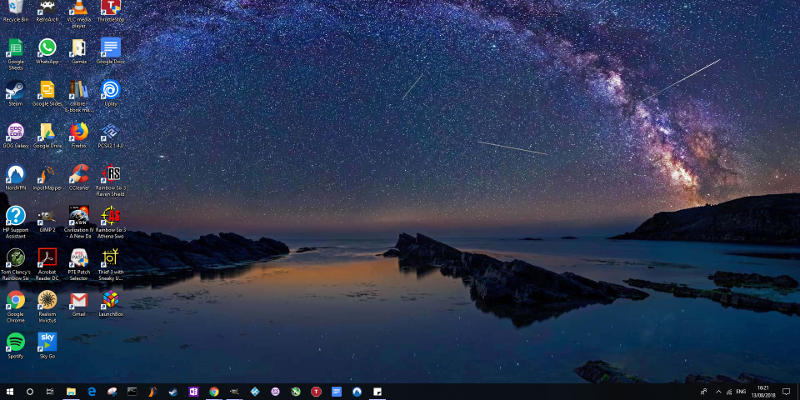 Recycle Bin
RetroArch
VLC media
player
ThrottleStop
Google
Sheets
WhatsApp
Games
Google Docs
Steam
Google Slides
calibre -
E-book ma...
Uplay
GOG Galaxy
Google Drive
Firefox
PCSX2 1.4.0
NordVPN
InputMapper
CCleaner
Rainbow Six 3
Raven Shield
HP Support
Assistant
GIMP 2
Civilization IV
- A New Da
Rainbow Six 3
Athena Swo
Tom Clancy's
Rainbow Six
Acrobat
Reader DC
PTE Patch
Selector
Thief 3 with
Sneaky U...
Google
Chrome
Realism
Invictus
Gmail
LaunchBox
Spotify
sky
go
Sky Go
ENG
16:21
13/08/2018